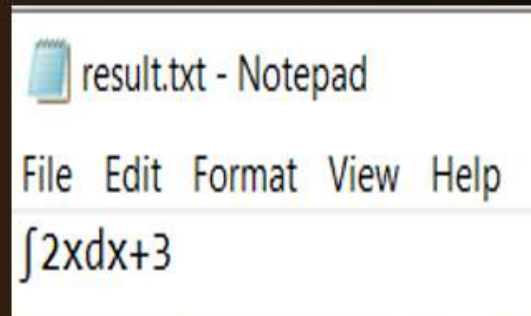 result.txt - Notepad
File Edit Format View Help
∫2xdx+3